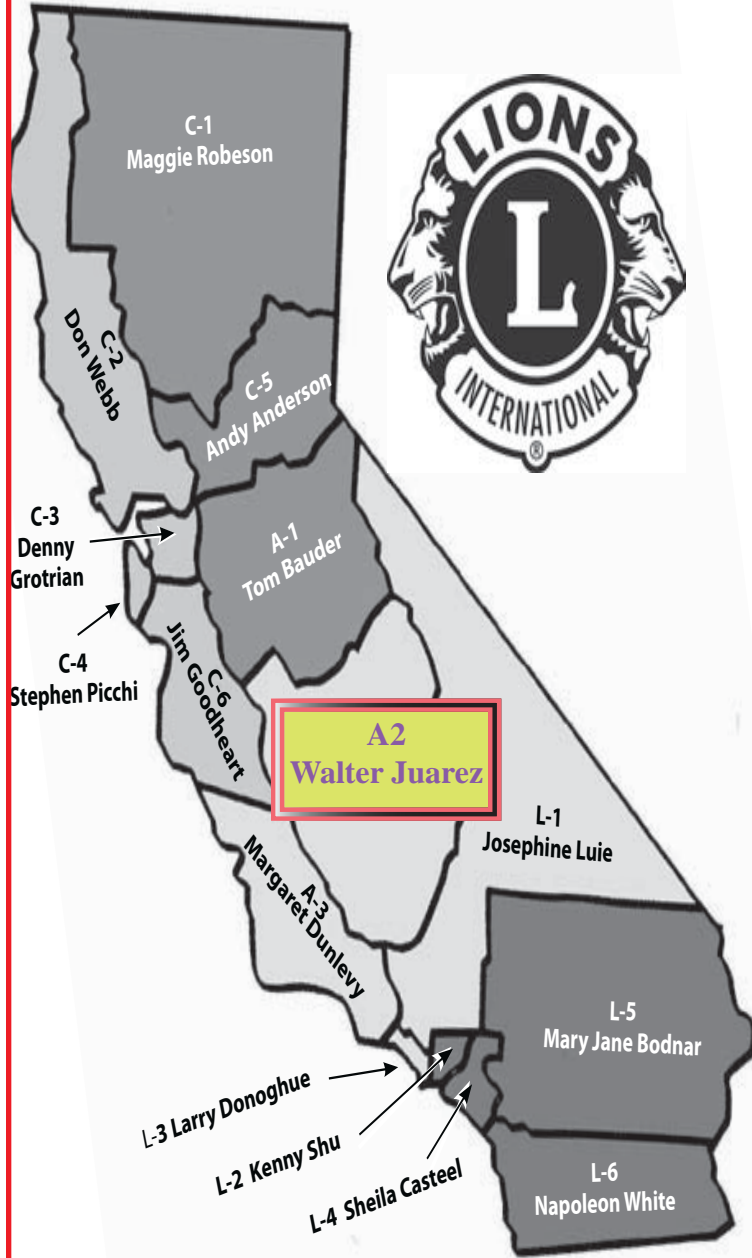 C-1
Maggie Robeson
LIONS
L
INTERNATIONAL
®
C-2
Don Webb
C-5
Andy Anderson
C-3
Denny
Grotrian
A-1
Tom Bauder
C-4
Stephen Picchi
C-6
Jim Goodheart
A2
Walter Juarez
L-1
Josephine Luie
A-3
Margaret Dunlevy
L-5
Mary Jane Bodnar
L-3 Larry Donoghue
L-2 Kenny Shu
L-4 Sheila Casteel
L-6
Napoleon White